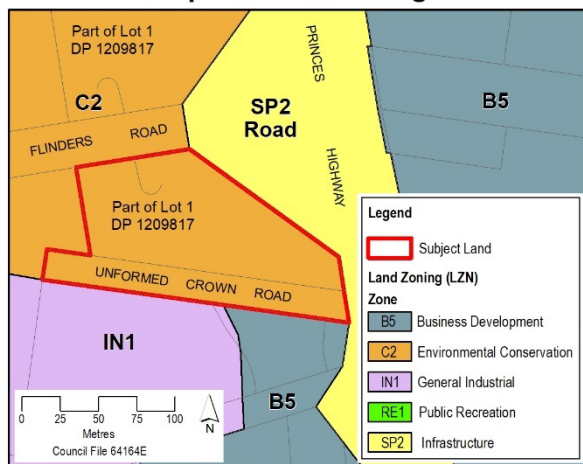 Part of Lot 1
DP 1209817
C2
FLINDERS ROAD
SP2
Road
PRINCES
HIGHWAY
B5
Part of Lot 1
DP 1209817
UNFORMED CROWN ROAD
IN1
B5
0 25 50 75 100
Metres
Council File 64164E
N
Legend
Subject Land
Land Zoning (LZN)
Zone
B5 Business Development
C2 Environmental Conservation
IN1 General Industrial
RE1 Public Recreation
SP2 Infrastructure